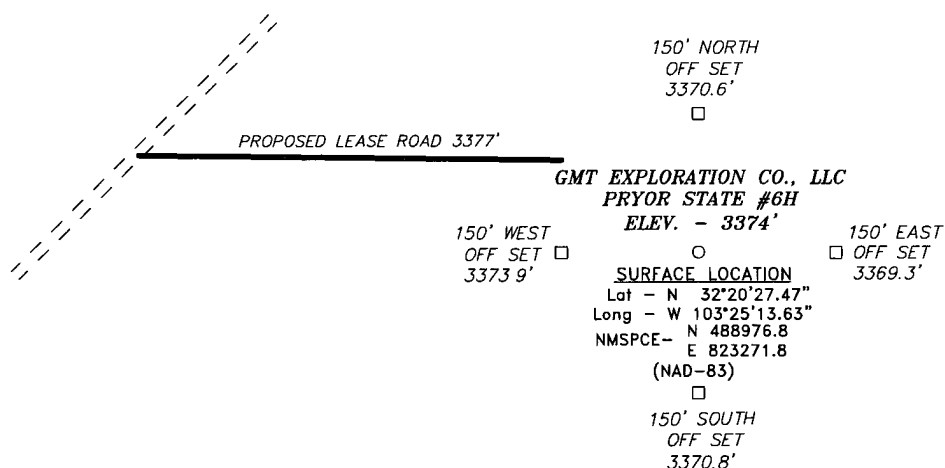 150' NORTH
OFF SET
3370.6'
PROPOSED LEASE ROAD 3377'
GMT EXPLORATION CO., LLC
PRYOR STATE #6H
ELEV. - 3374'
150' WEST
OFF SET
3373 9'
150' EAST
OFF SET
3369.3'
SURFACE LOCATION
Lat - N 32°20'27.47"
Long - W 103°25'13.63"
NMSPCE- N 488976.8
E 823271.8
(NAD-83)
150' SOUTH
OFF SET
3370.8'